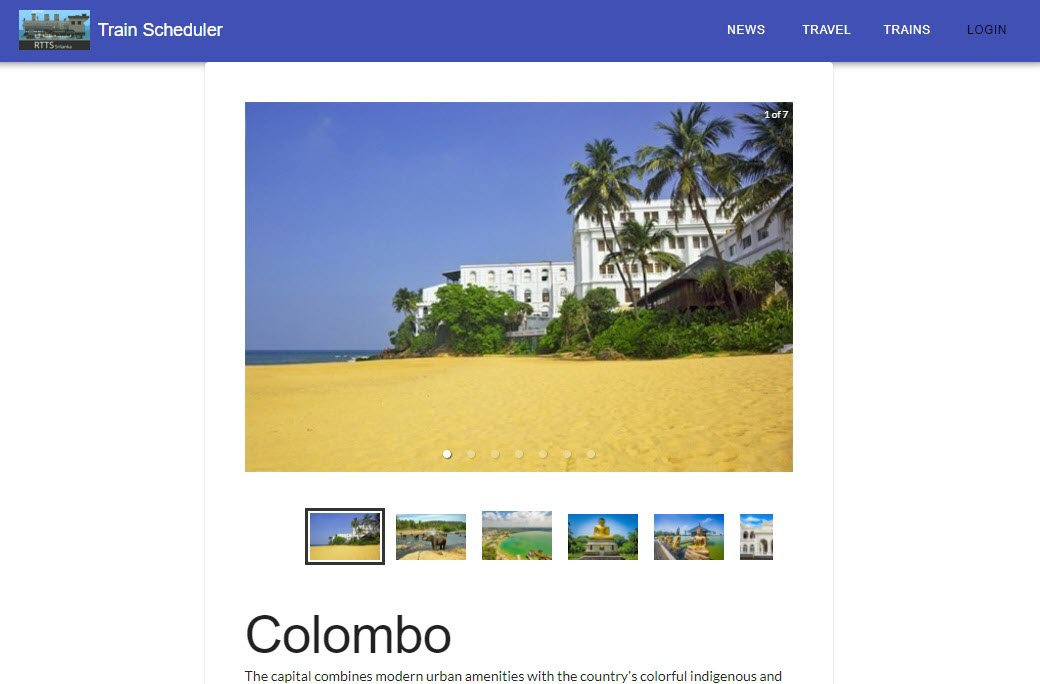 RTTS Srilanka
Train Scheduler
NEWS
TRAVEL
TRAINS
LOGIN
1 of 7
Colombo
The capital combines modern urban amenities with the country's colorful indigenous and